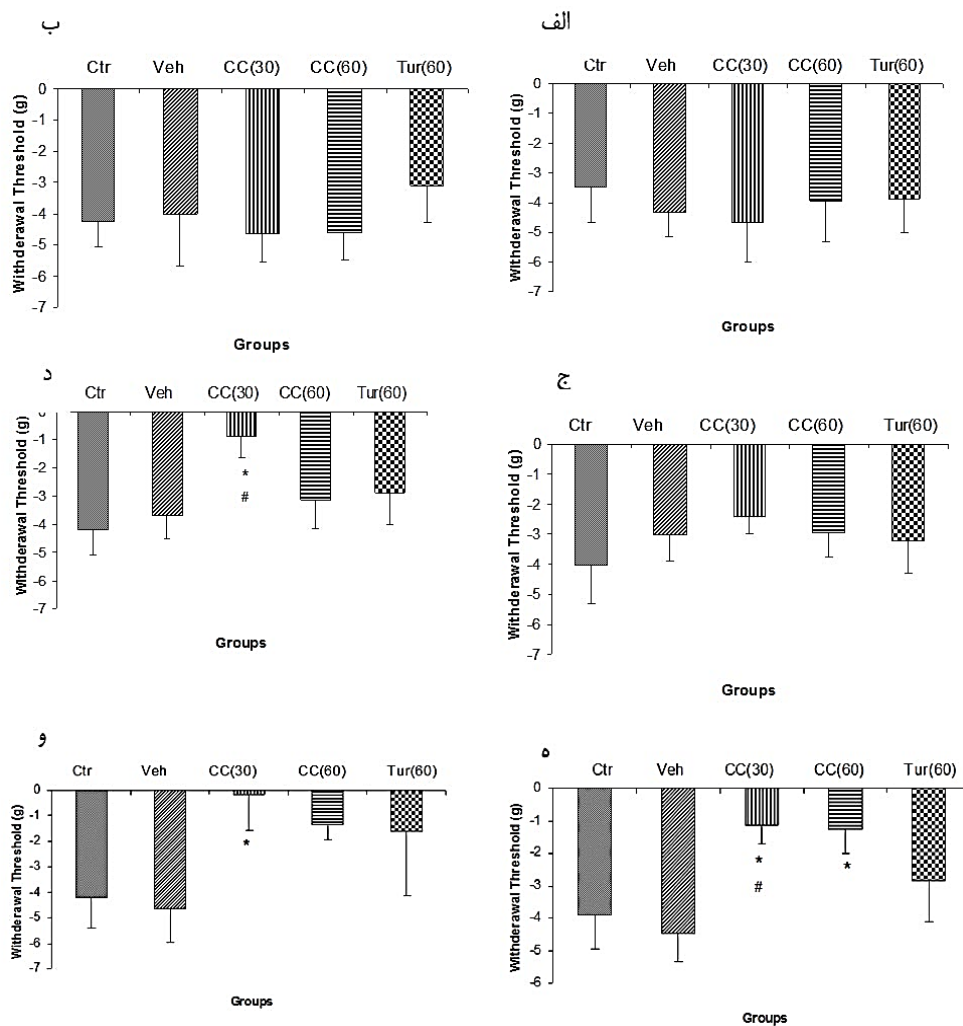 الف
Ctr Veh CC(30) CC(60) Tur(60)
0
-1
-2
-3
-4
-5
-6
-7
Withderawal Threshold (g)
Groups
ب
Ctr Veh CC(30) CC(60) Tur(60)
0
-1
-2
-3
-4
-5
-6
-7
Withderawal Threshold (g)
Groups
ج
Ctr Veh CC(30) CC(60) Tur(60)
0
-1
-2
-3
-4
-5
-6
-7
Withderawal Threshold (g)
Groups
د
Ctr Veh CC(30) CC(60) Tur(60)
0
-1
-2
-3
-4
-5
-6
-7
Withderawal Threshold (g)
*
#
Groups
ه
Ctr Veh CC(30) CC(60) Tur(60)
0
-1
-2
-3
-4
-5
-6
Withderawal Threshold (g)
* *
#
Groups
و
Ctr Veh CC(30) CC(60) Tur(60)
0
-1
-2
-3
-4
-5
-6
-7
Withderawal Threshold (g)
*
Groups